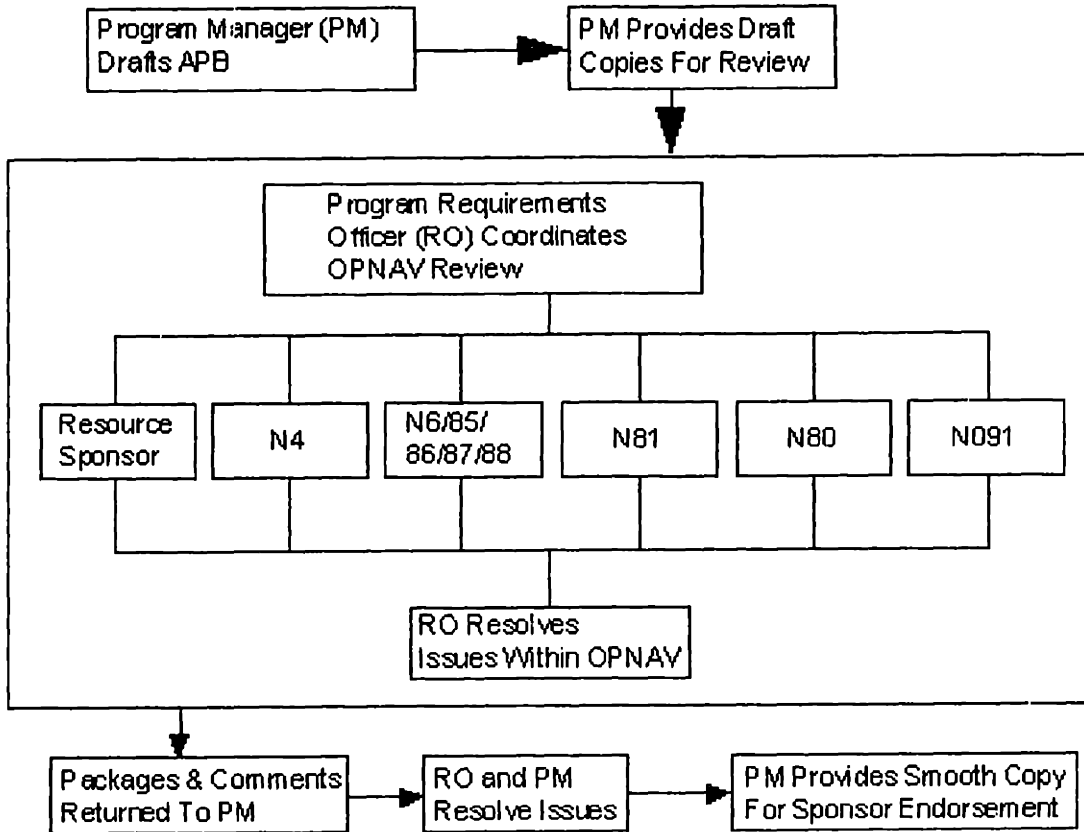 Program Manager (PM)
Drafts APB
PM Provides Draft
Copies For Review
Program Requirements
Officer (RO) Coordinates
OPNAV Review
Resource
Sponsor
N4
N6/85/
86/87/88
N81
N80
N091
RO Resolves
Issues Within OPNAV
Packages & Comments
Returned To PM
RO and PM
Resolve Issues
PM Provides Smooth Copy
For Sponsor Endorsement